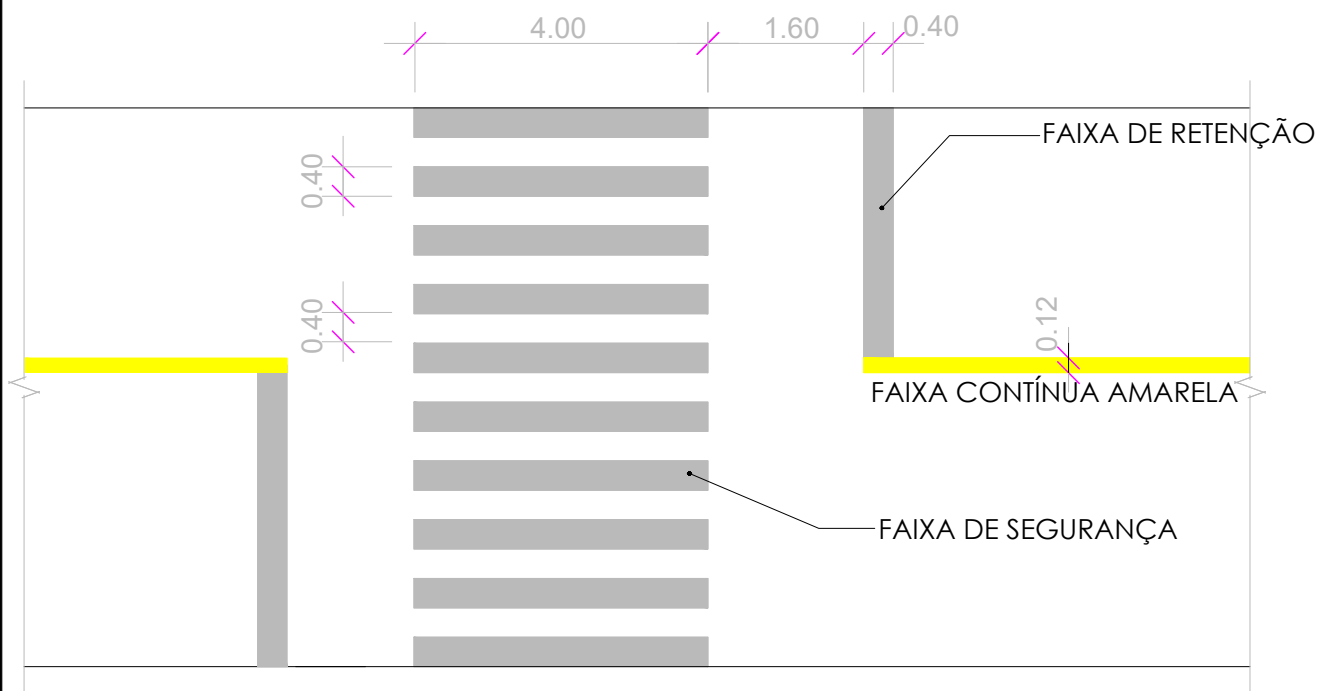 4.00
1.60
0.40
FAIXA DE RETENÇÃO
0.40
0.40
0.12
FAIXA CONTÍNUA AMARELA
FAIXA DE SEGURANÇA